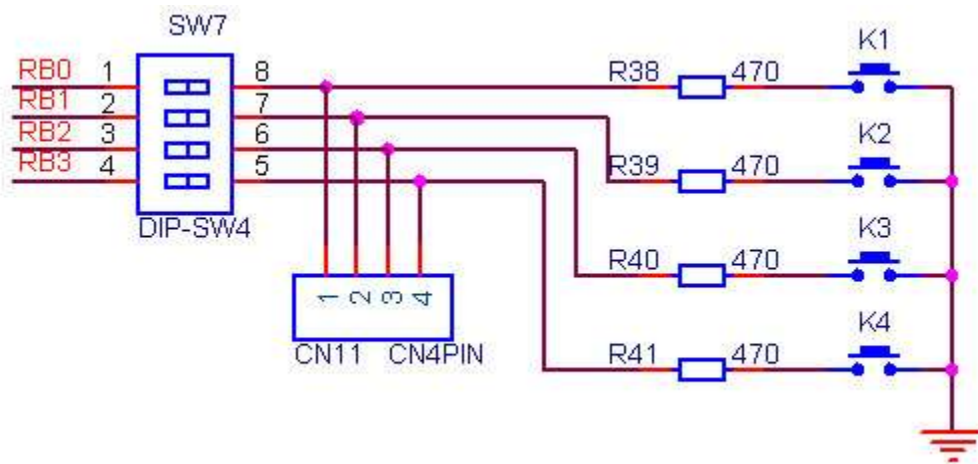 SW7
K1
RB0 1 8 R38 470
RB1 2 7
RB2 3 6 K2
RB3 4 5 R39 470
DIP-SW4
K3
R40 470
1 2 3 4
K4
CN11 CN4PIN R41 470